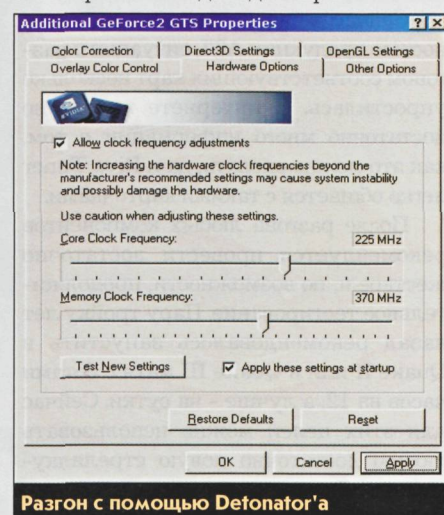 Additional GeForce2 GTS Properties
Color Correction Direct3D Settings OpenGL Settings
Overlay Color Control Hardware Options Other Options
NVIDIA
Allow clock frequency adjustments
Note: Increasing the hardware clock frequencies beyond the
manufacturer's recommended settings may cause system instability
and possibly damage the hardware.
Use caution when adjusting these settings.
Core Clock Frequency: 225 MHz
Memory Clock Frequency: 370 MHz
Test New Settings Apply these settings at startup
Restore Defaults Reset
OK Cancel Apply
Разгон с помощью Detonator'а